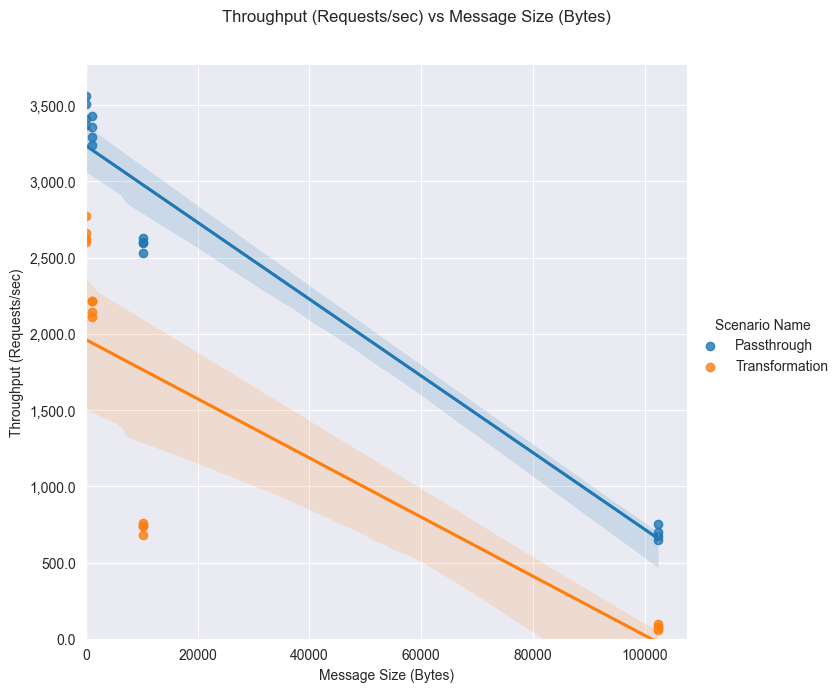 Throughput (Requests/sec) vs Message Size (Bytes)
3,500.0
3,000.0
2,500.0
2,000.0
1,500.0
1,000.0
500.0
0.0
Throughput (Requests/sec)
0
20000
40000
60000
80000
100000
Message Size (Bytes)
Scenario Name
Passthrough
Transformation